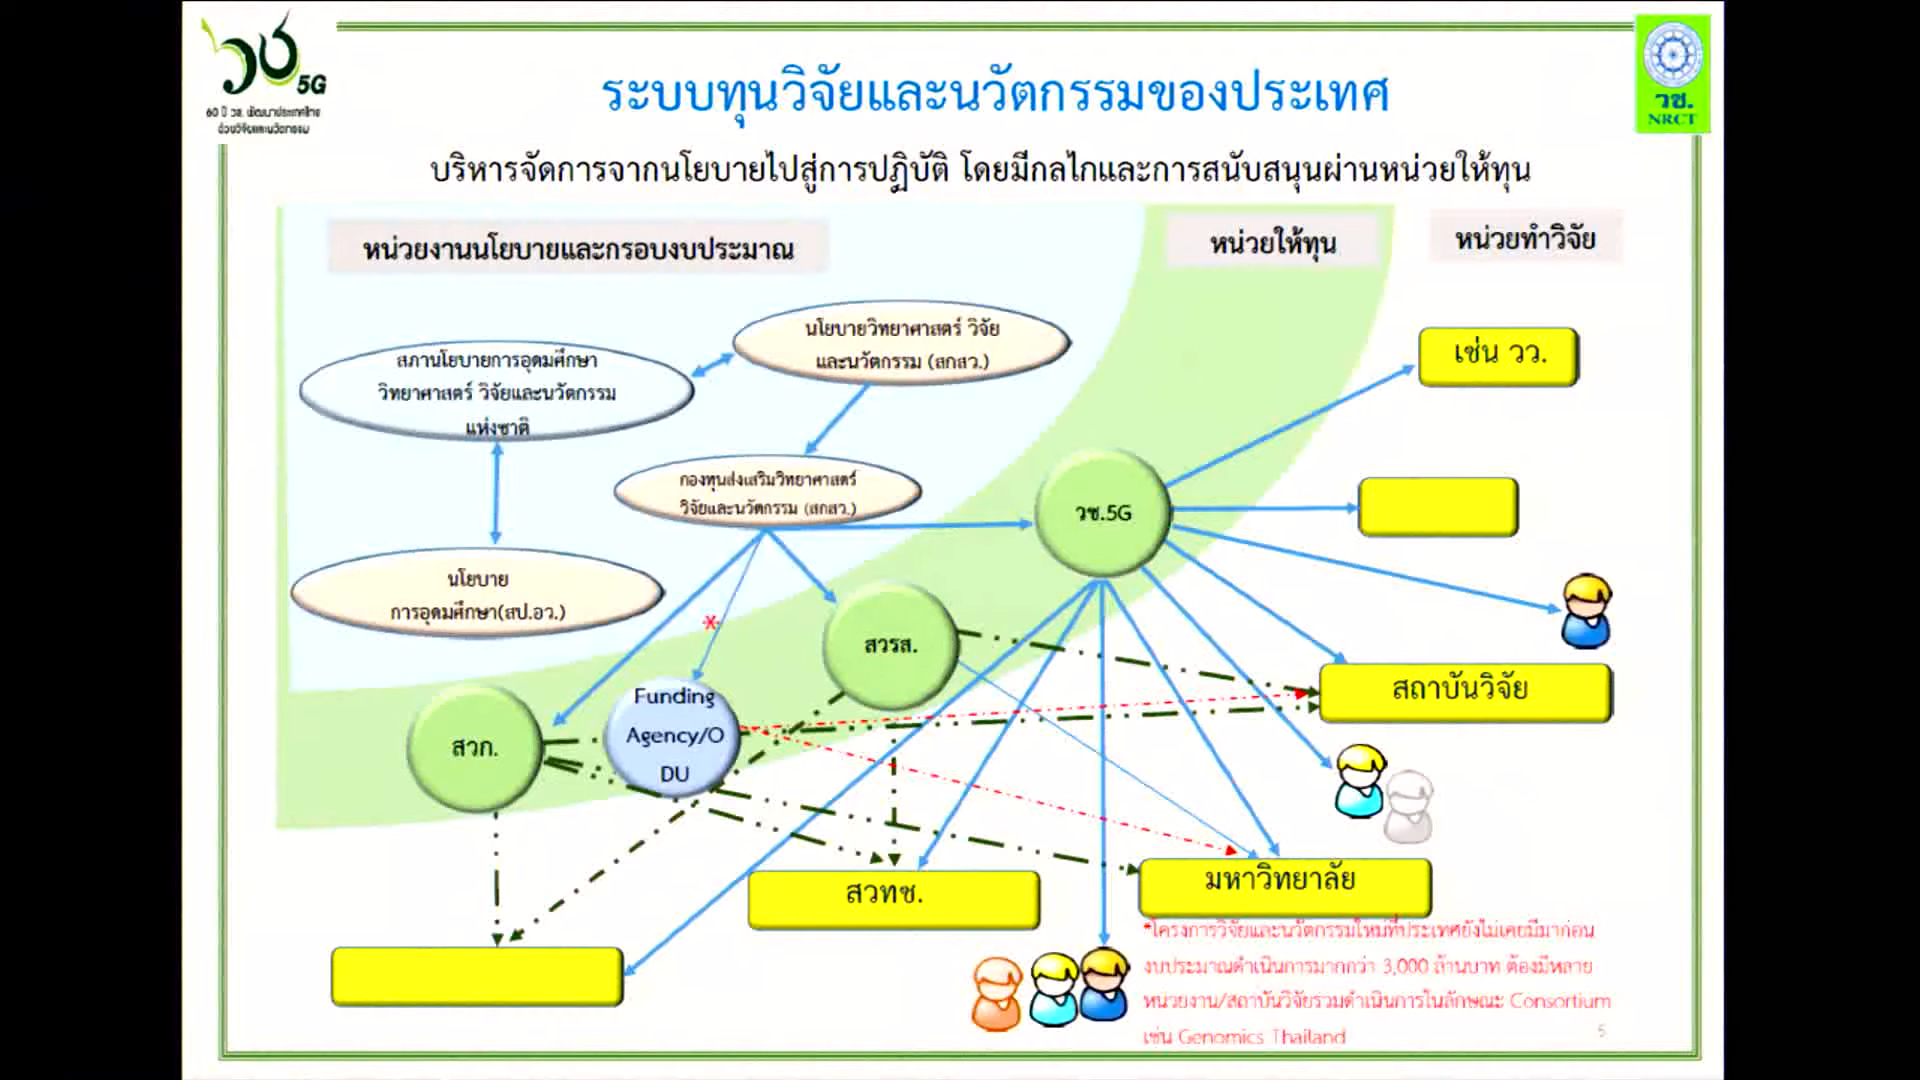 5G
60 ปี วช. พัฒนาประเทศไทย
ด้วยวิจัยและนวัตกรรม
วช.
NRCT
ระบบทุนวิจัยและนวัตกรรมของประเทศ
บริหารจัดการจากนโยบายไปสู่การปฏิบัติ โดยมีกลไกและการสนับสนุนผ่านหน่วยให้ทุน
หน่วยงานนโยบายและกรอบงบประมาณ
หน่วยให้ทุน
หน่วยทำวิจัย
นโยบายวิทยาศาสตร์ วิจัย
และนวัตกรรม (สกสว.)
สภานโยบายการอุดมศึกษา
วิทยาศาสตร์ วิจัยและนวัตกรรม
แห่งชาติ
เช่น วว.
กองทุนส่งเสริมวิทยาศาสตร์
วิจัยและนวัตกรรม (สกสว.)
วช.5G
นโยบาย
การอุดมศึกษา(สป.อว.)
*
สวรส.
สวก.
Funding
Agency/O
DU
สถาบันวิจัย
สวทช.
มหาวิทยาลัย
*โครงการวิจัยและนวัตกรรมใหม่ที่ประเทศยังไม่เคยมีมาก่อน
งบประมาณดำเนินการมากกว่า 3,000 ล้านบาท ต้องมีหลาย
หน่วยงาน/สถาบันวิจัยรวมดำเนินการในลักษณะ Consortium
เช่น Genomics Thailand
5